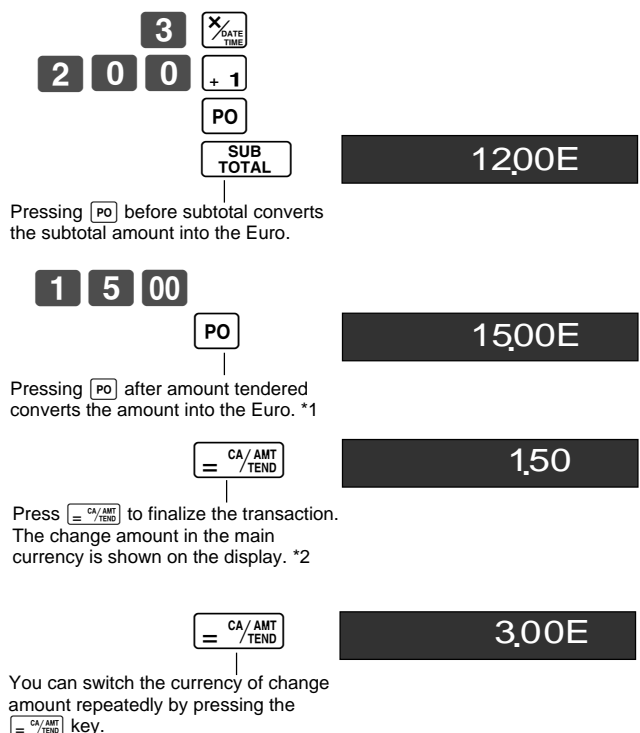 3 ×/DATE TIME
2 0 0 + 1
PO
SUB TOTAL 12.00E
Pressing PO before subtotal converts
the subtotal amount into the Euro.
1 5 00
PO 15.00E
Pressing PO after amount tendered
converts the amount into the Euro. *1
= CA/AMT/TEND 1.50
Press = CA/AMT/TEND to finalize the transaction.
The change amount in the main
currency is shown on the display. *2
= CA/AMT/TEND 3.00E
You can switch the currency of change
amount repeatedly by pressing the
= CA/AMT/TEND key.